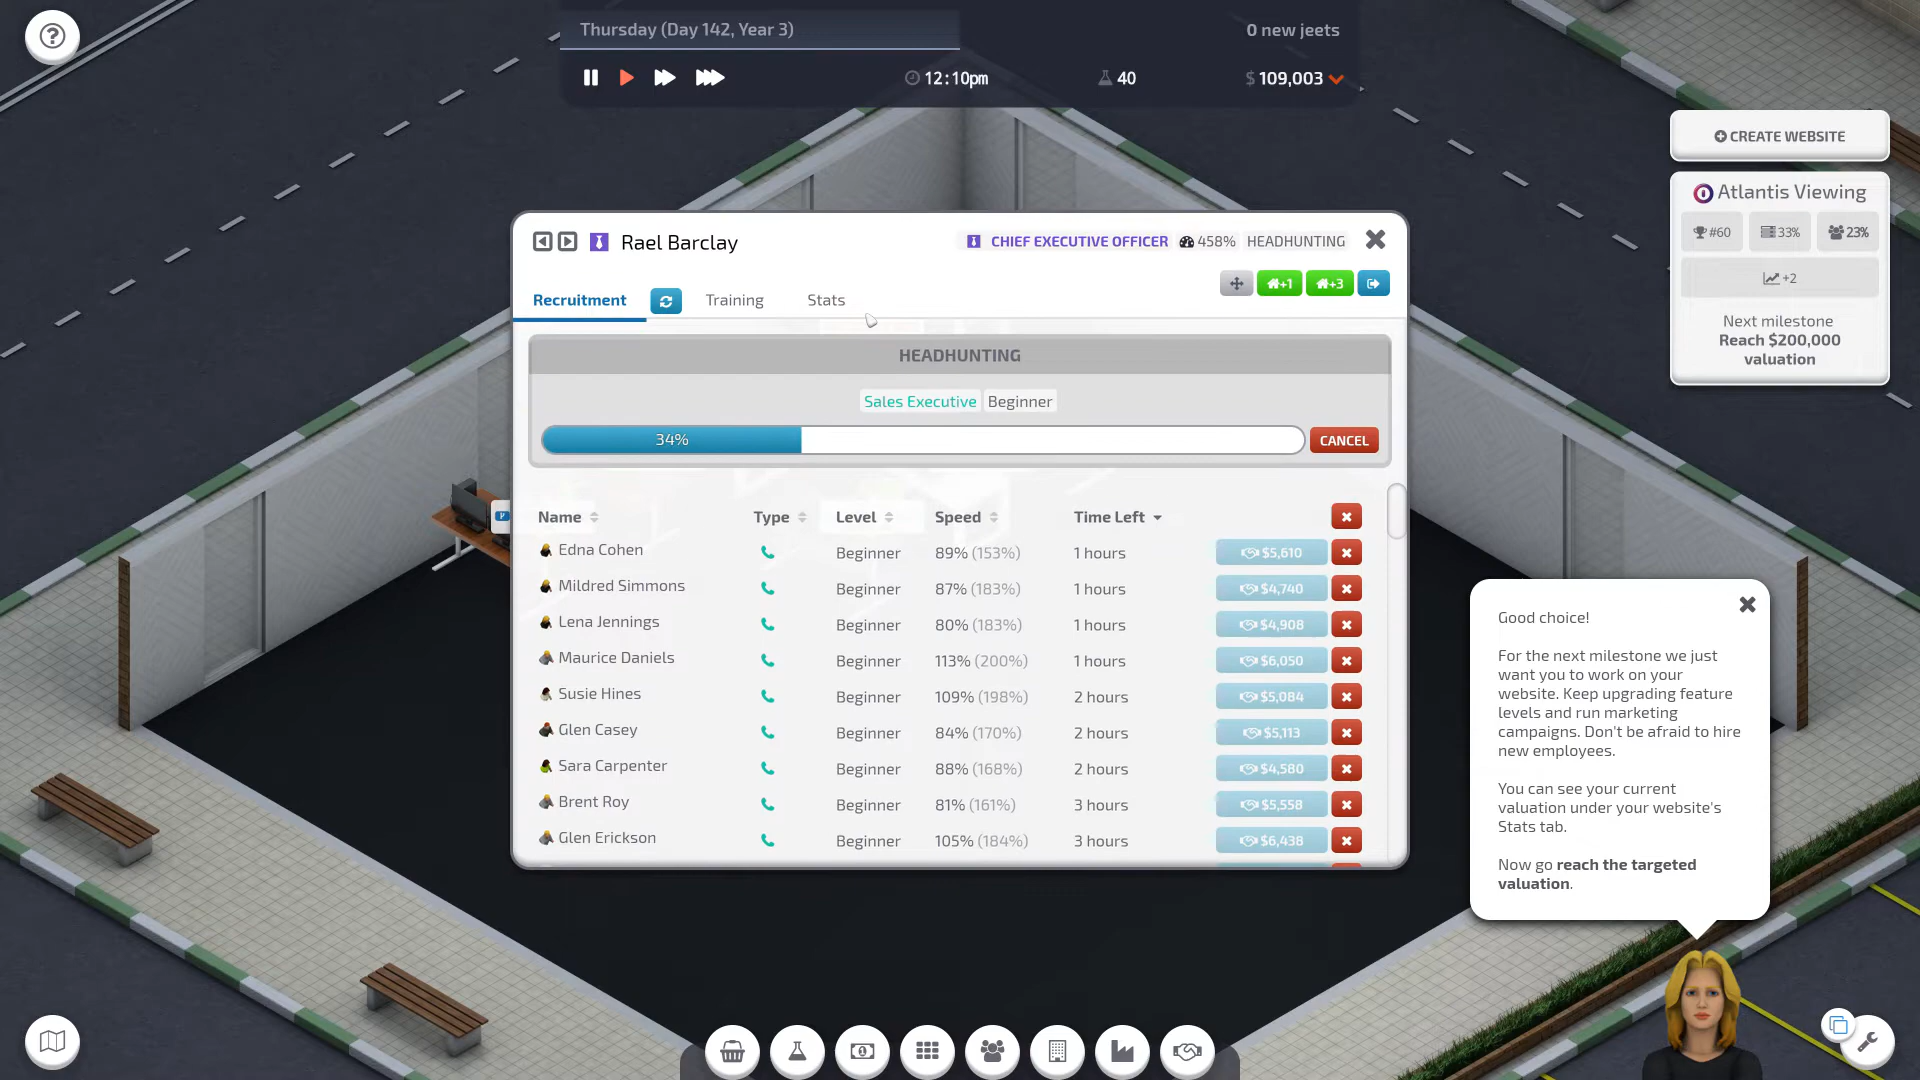 Thursday (Day 142, Year 3)
0 new jeets
12:10pm
40
$ 109,003
CREATE WEBSITE
Atlantis Viewing
#60
33%
23%
+2
Next milestone
Reach $200,000
valuation
Rael Barclay
CHIEF EXECUTIVE OFFICER
458%
HEADHUNTING
+1
+3
Recruitment
Training
Stats
HEADHUNTING
Sales Executive Beginner
34%
CANCEL
Name Type Level Speed Time Left
Edna Cohen Beginner 89% (153%) 1 hours $5,610
Mildred Simmons Beginner 87% (183%) 1 hours $4,740
Lena Jennings Beginner 80% (183%) 1 hours $4,908
Maurice Daniels Beginner 113% (200%) 1 hours $6,050
Susie Hines Beginner 109% (198%) 2 hours $5,084
Glen Casey Beginner 84% (170%) 2 hours $5,113
Sara Carpenter Beginner 88% (168%) 2 hours $4,580
Brent Roy Beginner 81% (161%) 3 hours $5,558
Glen Erickson Beginner 105% (184%) 3 hours $6,438
Good choice!
For the next milestone we just
want you to work on your
website. Keep upgrading feature
levels and run marketing
campaigns. Don't be afraid to hire
new employees.
You can see your current
valuation under your website's
Stats tab.
Now go reach the targeted
valuation.